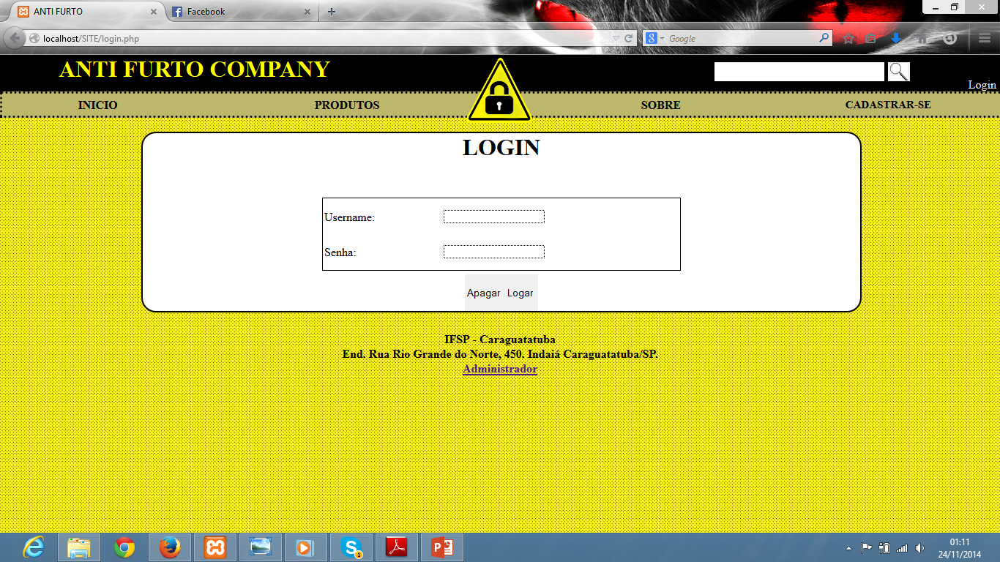 ANTI FURTO
Facebook
localhost/SITE/login.php
Google
ANTI FURTO COMPANY
Login
INICIO PRODUTOS SOBRE CADASTRAR-SE
LOGIN
Username:
Senha:
Apagar Logar
IFSP - Caraguatatuba
End. Rua Rio Grande do Norte, 450. Indaiá Caraguatatuba/SP.
Administrador
01:11
24/11/2014